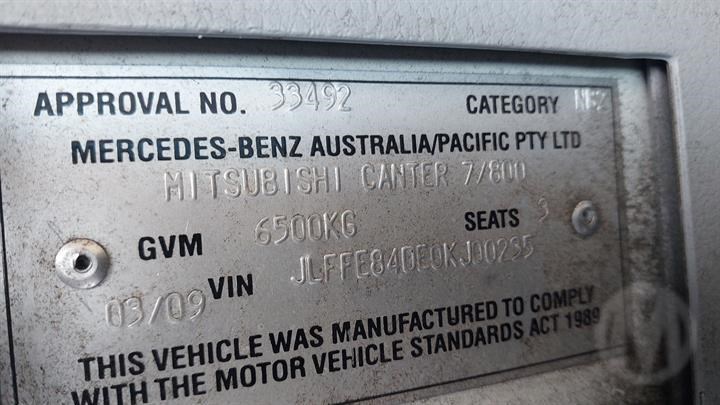 APPROVAL NO. 33492 CATEGORY
MERCEDES-BENZ AUSTRALIA/PACIFIC PTY LTD
MITSUBISHI CANTER 7/800
GVM 6500KG SEATS 3
03/09 VIN JLFFE84DE0KJ00235
THIS VEHICLE WAS MANUFACTURED TO COMPLY
WITH THE MOTOR VEHICLE STANDARDS ACT 1989